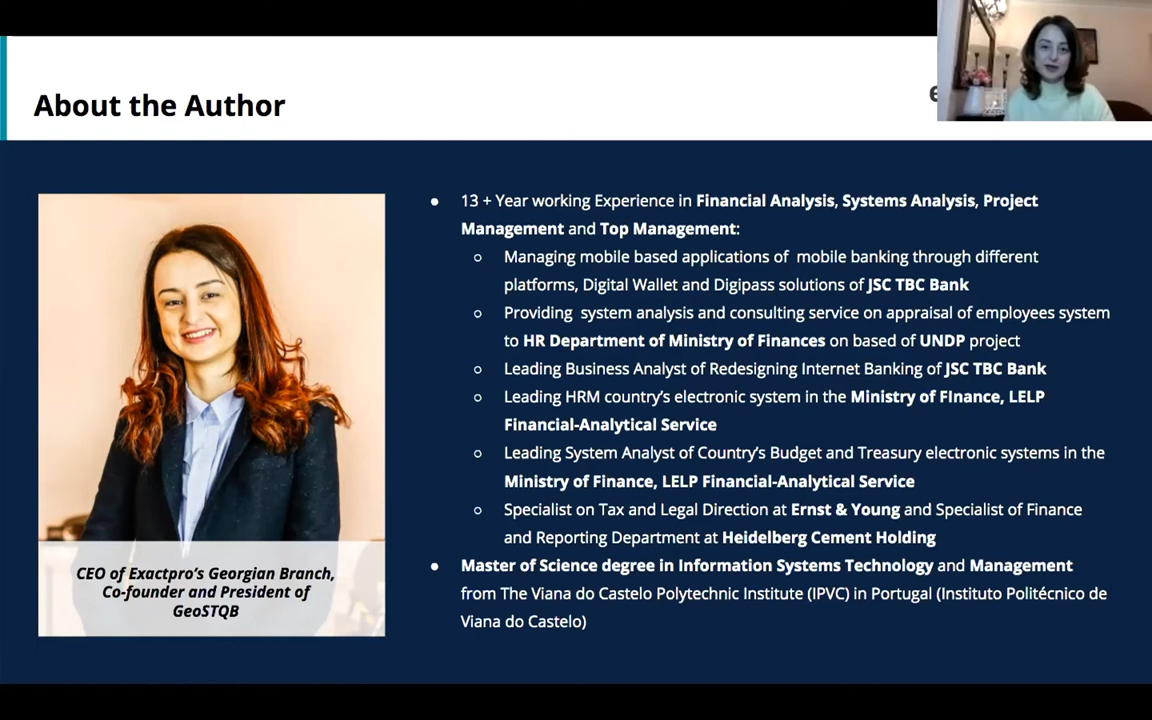 About the Author
13 + Year working Experience in Financial Analysis, Systems Analysis, Project
Management and Top Management:
Managing mobile based applications of mobile banking through different
platforms, Digital Wallet and Digipass solutions of JSC TBC Bank
Providing system analysis and consulting service on appraisal of employees system
to HR Department of Ministry of Finances on based of UNDP project
Leading Business Analyst of Redesigning Internet Banking of JSC TBC Bank
Leading HRM country's electronic system in the Ministry of FInance, LELP
Financial-Analytical Service
Leading System Analyst of Country's Budget and Treasury electronic systems in the
Ministry of Finance, LELP Financial-Analytical Service
Specialist on Tax and Legal Direction at Ernst & Young and Specialist of Finance
and Reporting Department at Heidelberg Cement Holding
Master of Science degree in Information Systems Technology and Management
from The Viana do Castelo Polytechnic Institute (IPVC) in Portugal (Instituto Politécnico de
Viana do Castelo)
CEO of Exactpro's Georgian Branch,
Co-founder and President of
GeoSTQB